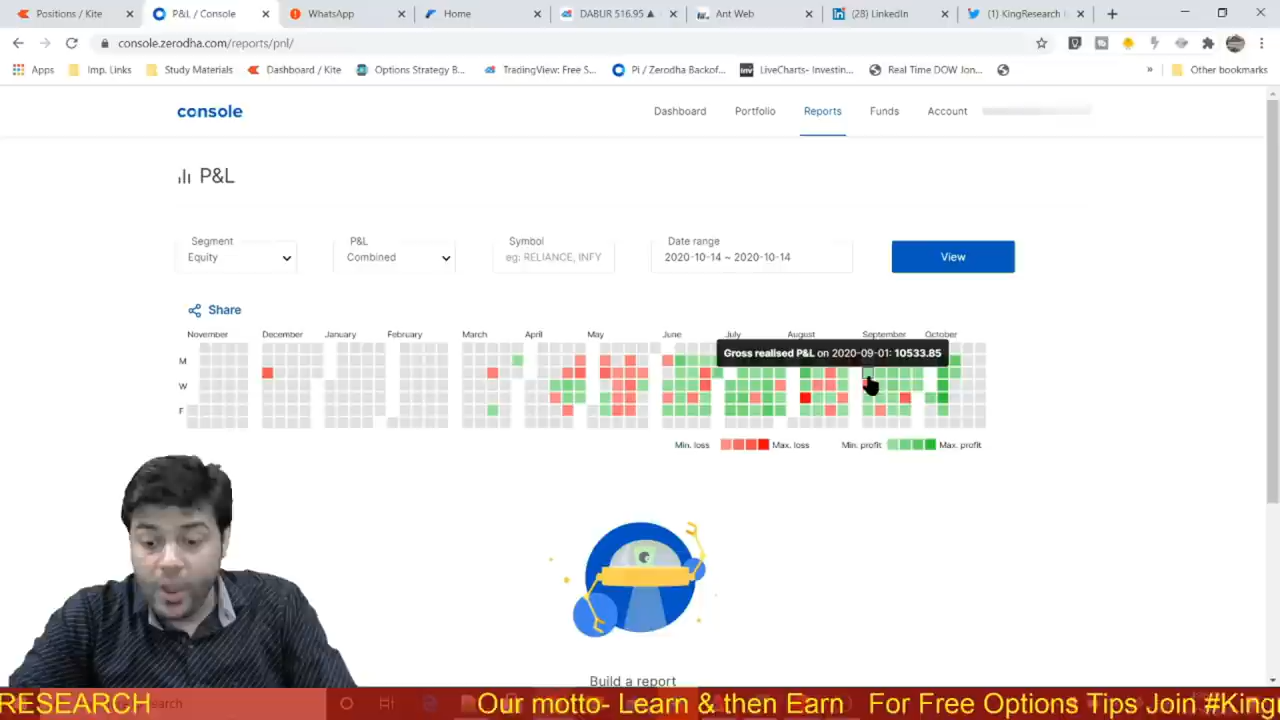 Positions / Kite
P&L / Console
WhatsApp
Home
DABUR 516.95 ▲
Ant Web
(28) LinkedIn
(1) KingResearch
console.zerodha.com/reports/pnl/
Apps
Imp. Links
Study Materials
Dashboard / Kite
Options Strategy B...
TradingView: Free S...
Pi / Zerodha Backof...
LiveCharts- Investin...
Real Time DOW Jon...
»
Other bookmarks
console
Dashboard
Portfolio
Reports
Funds
Account
P&L
Segment
P&L
Symbol
Date range
Equity
Combined
eg: RELIANCE, INFY
2020-10-14 ~ 2020-10-14
View
Share
November
December
January
February
March
April
May
June
July
August
September
October
Gross realised P&L on 2020-09-01: 10533.85
M
W
F
Min. loss
Max. loss
Min. profit
Max. profit
Build a report
RESEARCH
Our motto- Learn & then Earn
For Free Options Tips Join #King